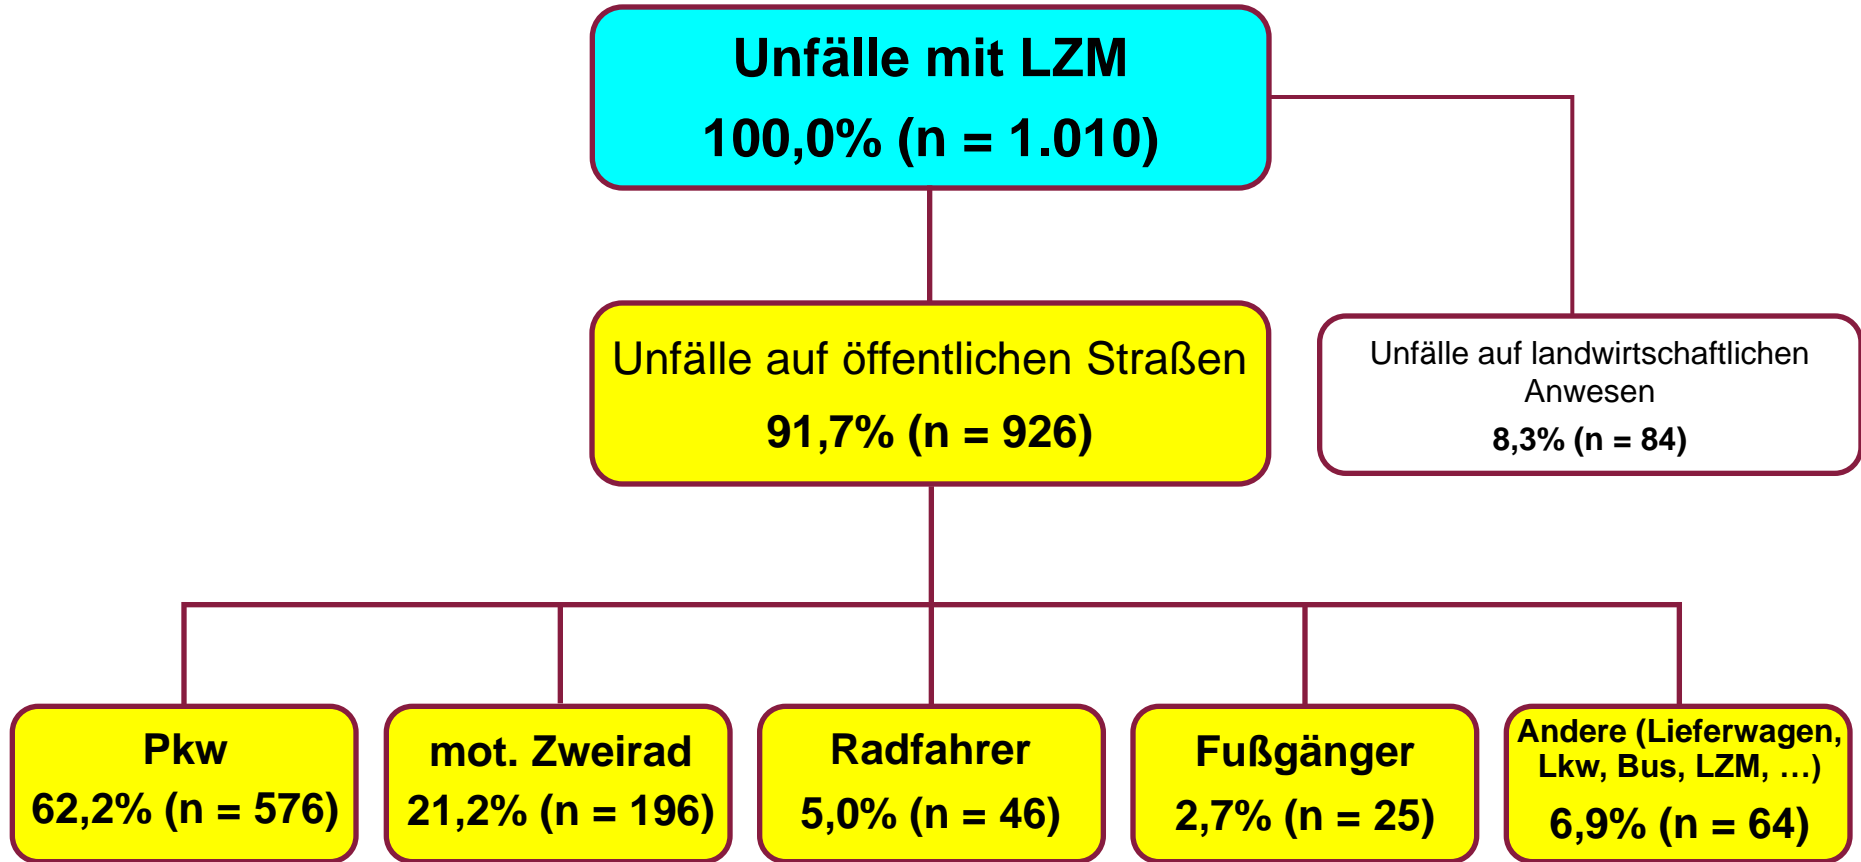 Unfälle mit LZM
100,0% (n = 1.010)
Unfälle auf öffentlichen Straßen
91,7% (n = 926)
Unfälle auf landwirtschaftlichen
Anwesen
8,3% (n = 84)
Pkw
62,2% (n = 576)
mot. Zweirad
21,2% (n = 196)
Radfahrer
5,0% (n = 46)
Fußgänger
2,7% (n = 25)
Andere (Lieferwagen,
Lkw, Bus, LZM, …)
6,9% (n = 64)